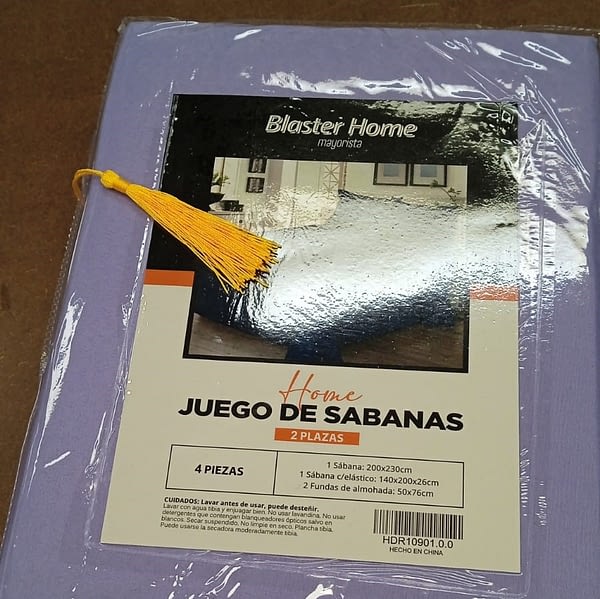 Blaster Home
mayorista
Home
JUEGO DE SABANAS
2 PLAZAS
4 PIEZAS
1 Sábana: 200x230cm
1 Sábana c/elástico: 140x200x26cm
2 Fundas de almohada: 50x76cm
CUIDADOS: Lavar antes de usar, puede desteñir.
Lavar con agua tibia y enjuagar bien. No usar lavandina. No usar
detergentes que contengan blanqueadores ópticos salvo en
blancos. Secar suspendido. No limpie en seco. Plancha tibia.
Puede usarse la secadora moderadamente tibia.
HDR10901.0.0
HECHO EN CHINA